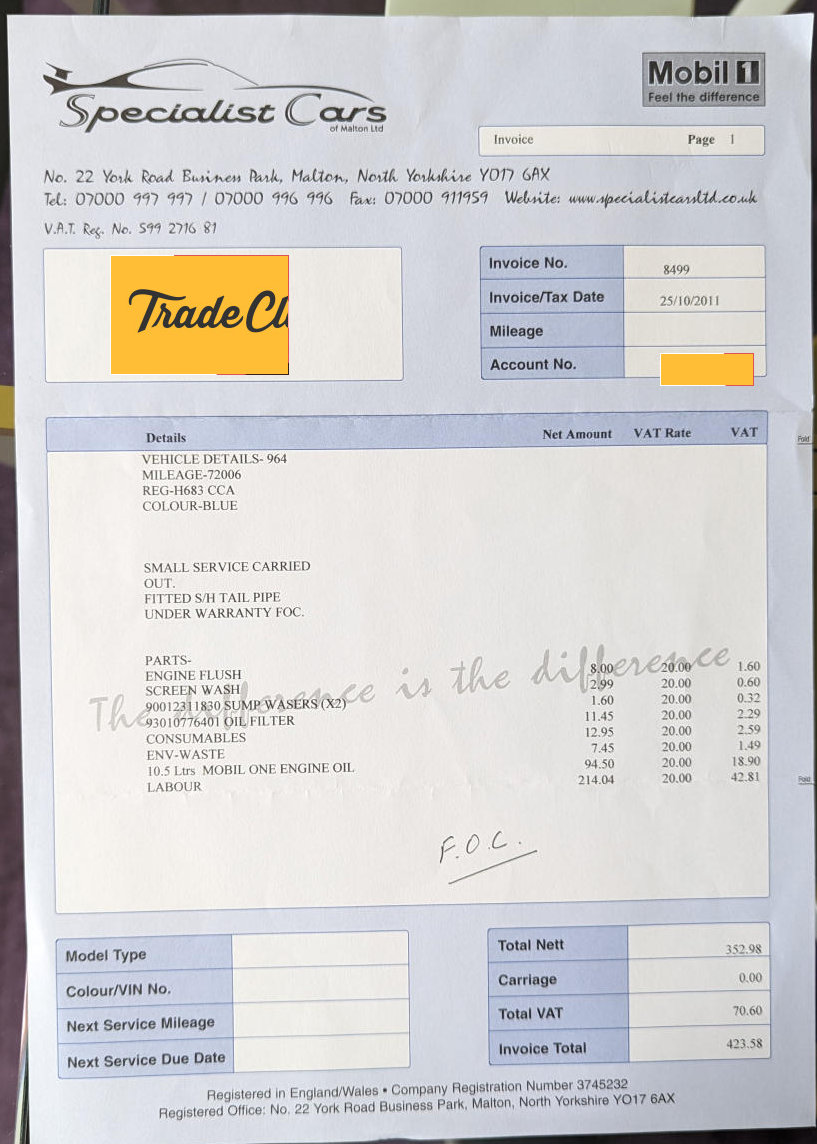 Specialist Cars
of Malton Ltd
Mobil 1
Feel the difference
Invoice Page 1
No. 22 York Road Business Park, Malton, North Yorkshire YO17 6AX
Tel: 07000 997 997 / 07000 996 996 Fax: 07000 911959 Website: www.specialistcarsltd.co.uk
V.A.T. Reg. No. 599 2716 81
Trade Cl
Invoice No. 8499
Invoice/Tax Date 25/10/2011
Mileage
Account No.
Details Net Amount VAT Rate VAT
Fold
VEHICLE DETAILS- 964
MILEAGE-72006
REG-H683 CCA
COLOUR-BLUE
SMALL SERVICE CARRIED
OUT.
FITTED S/H TAIL PIPE
UNDER WARRANTY FOC.
The difference is the difference
PARTS-
ENGINE FLUSH 8.00 20.00 1.60
SCREEN WASH 2.99 20.00 0.60
90012311830 SUMP WASERS (X2) 1.60 20.00 0.32
93010776401 OIL FILTER 11.45 20.00 2.29
CONSUMABLES 12.95 20.00 2.59
ENV-WASTE 7.45 20.00 1.49
10.5 Ltrs MOBIL ONE ENGINE OIL 94.50 20.00 18.90
LABOUR 214.04 20.00 42.81
Fold
F.O.C.
Model Type
Colour/VIN No.
Next Service Mileage
Next Service Due Date
Total Nett 352.98
Carriage 0.00
Total VAT 70.60
Invoice Total 423.58
Registered in England/Wales • Company Registration Number 3745232
Registered Office: No. 22 York Road Business Park, Malton, North Yorkshire YO17 6AX